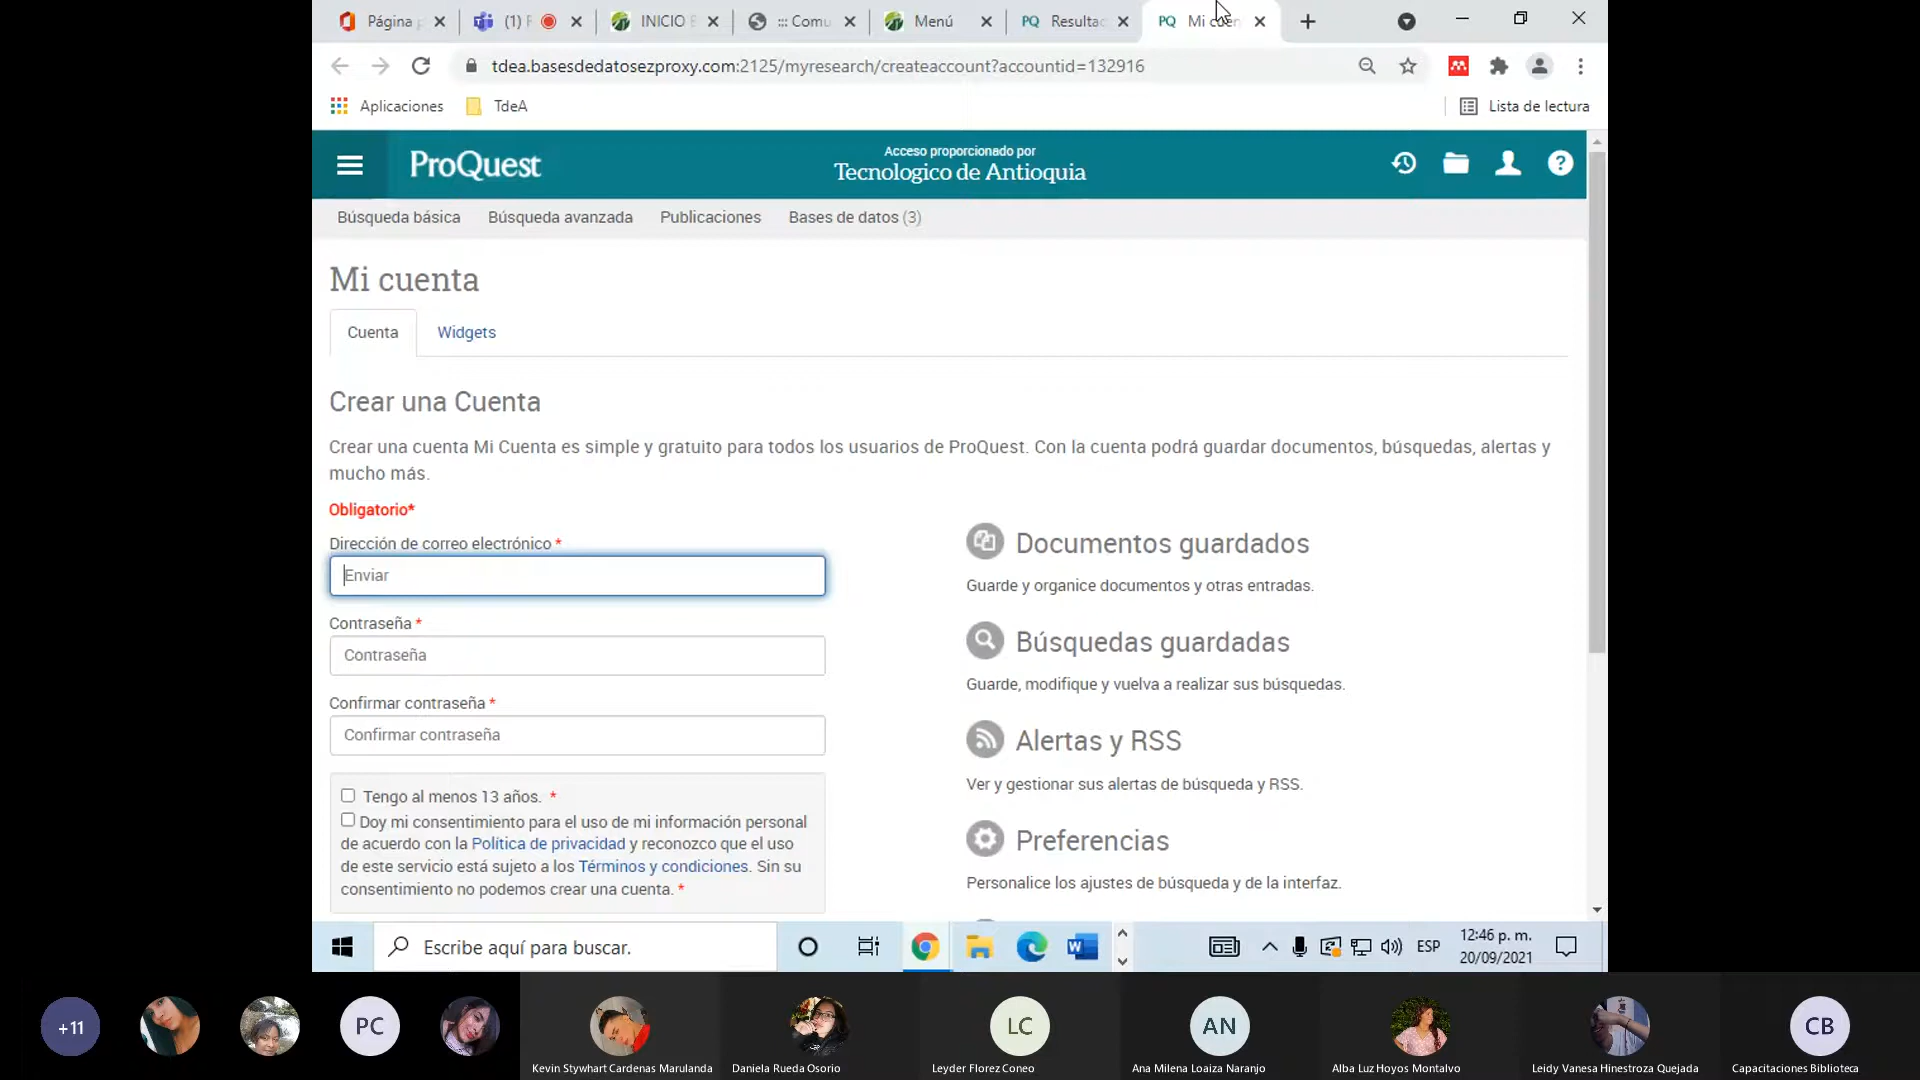 Página p
(1) F
INICIO B
::: Comu
Menú
PQ Resultad
PQ Mi cuen
tdea.basesdedatosezproxy.com:2125/myresearch/createaccount?accountid=132916
Aplicaciones
TdeA
Lista de lectura
ProQuest
Acceso proporcionado por
Tecnologico de Antioquia
Búsqueda básica
Búsqueda avanzada
Publicaciones
Bases de datos (3)
Mi cuenta
Cuenta
Widgets
Crear una Cuenta
Crear una cuenta Mi Cuenta es simple y gratuito para todos los usuarios de ProQuest. Con la cuenta podrá guardar documentos, búsquedas, alertas y
mucho más.
Obligatorio*
Dirección de correo electrónico *
Enviar
Contraseña *
Contraseña
Confirmar contraseña *
Confirmar contraseña
Tengo al menos 13 años. *
Doy mi consentimiento para el uso de mi información personal
de acuerdo con la Política de privacidad y reconozco que el uso
de este servicio está sujeto a los Términos y condiciones. Sin su
consentimiento no podemos crear una cuenta. *
Documentos guardados
Guarde y organice documentos y otras entradas.
Búsquedas guardadas
Guarde, modifique y vuelva a realizar sus búsquedas.
Alertas y RSS
Ver y gestionar sus alertas de búsqueda y RSS.
Preferencias
Personalice los ajustes de búsqueda y de la interfaz.
Escribe aquí para buscar.
ESP
12:46 p. m.
20/09/2021
+11
PC
LC
AN
CB
Kevin Stywhart Cardenas Marulanda
Daniela Rueda Osorio
Leyder Florez Coneo
Ana Milena Loaiza Naranjo
Alba Luz Hoyos Montalvo
Leidy Vanesa Hinestroza Quejada
Capacitaciones Biblioteca